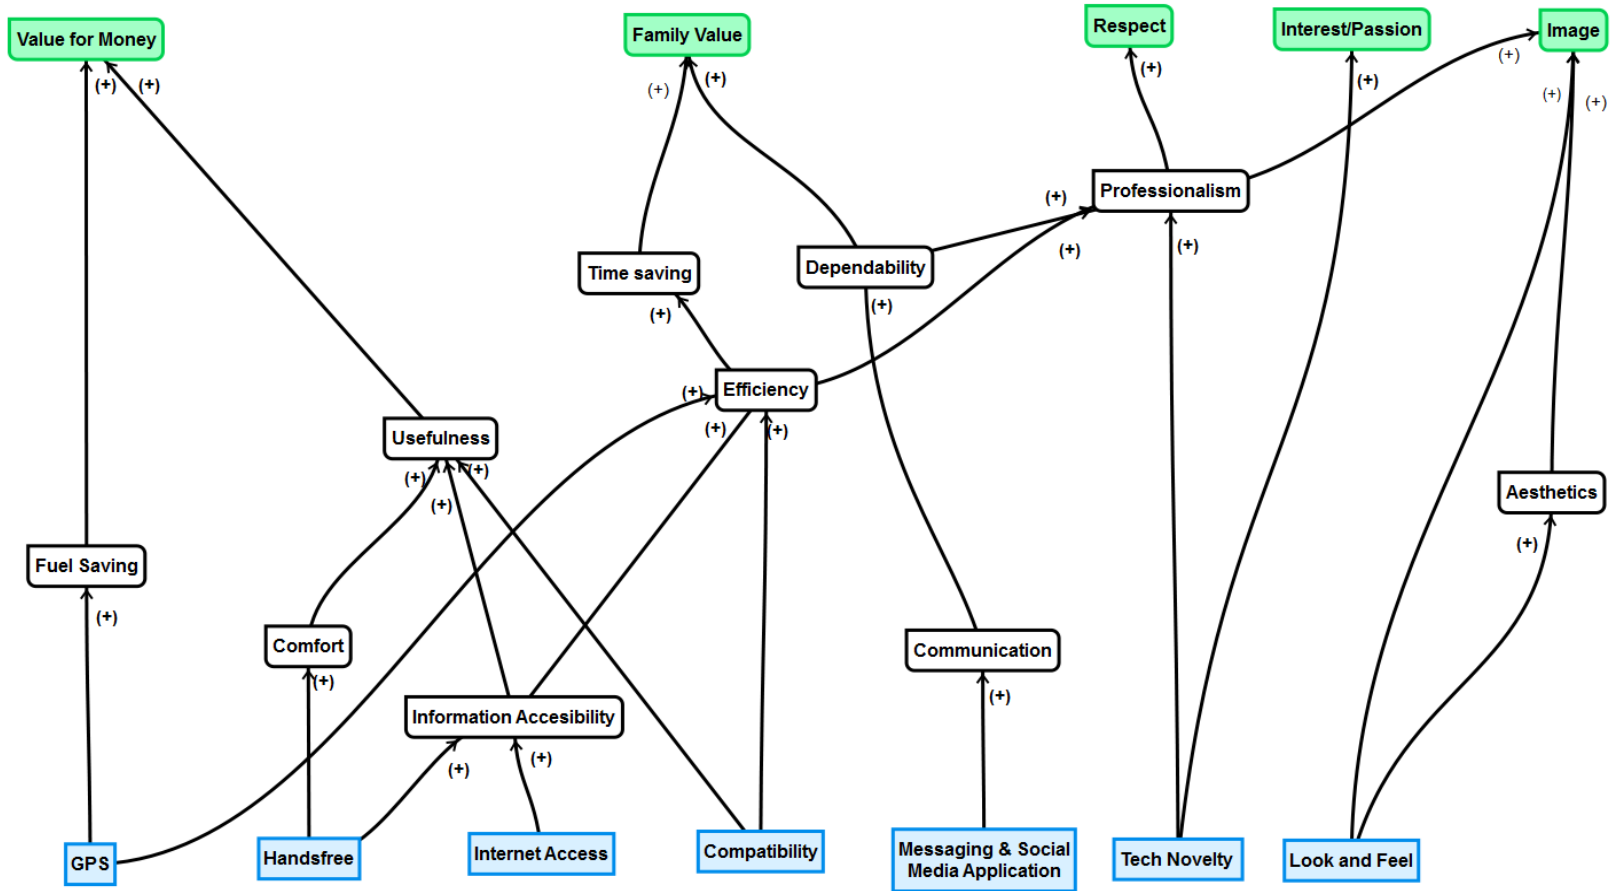 Value for Money
Family Value
Respect
Interest/Passion
Image
(+)
(+)
(+)
(+)
(+)
(+)
(+)
(+)
(+)
(+)
Professionalism
(+)
(+)
(+)
Time saving
Dependability
(+)
(+)
Efficiency
(+)
(+)
(+)
Usefulness
(+)
(+)
(+)
Aesthetics
(+)
Fuel Saving
(+)
Comfort
(+)
Communication
(+)
Information Accesibility
(+)
(+)
GPS
Handsfree
Internet Access
Compatibility
Messaging & Social
Media Application
Tech Novelty
Look and Feel